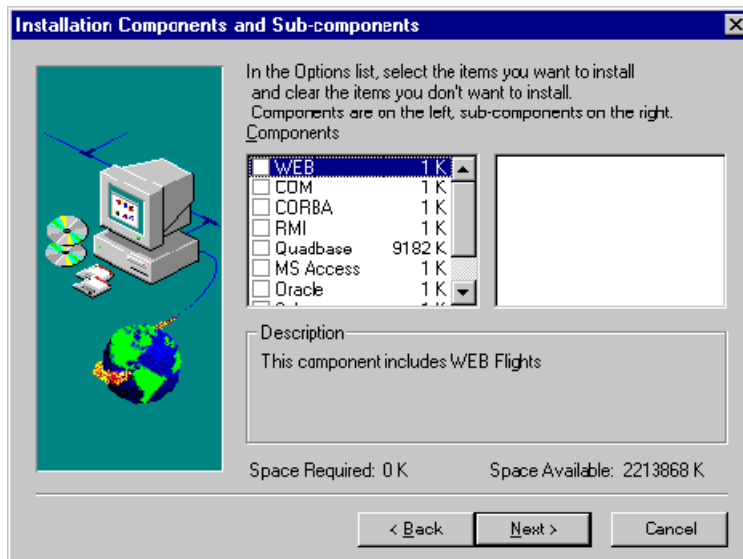 Installation Components and Sub-components
In the Options list, select the items you want to install
and clear the items you don't want to install.
Components are on the left, sub-components on the right.
Components
WEB 1 K
COM 1 K
CORBA 1 K
RMI 1 K
Quadbase 9182 K
MS Access 1 K
Oracle 1 K
Description
This component includes WEB Flights
Space Required: 0 K Space Available: 2213868 K
< Back Next > Cancel